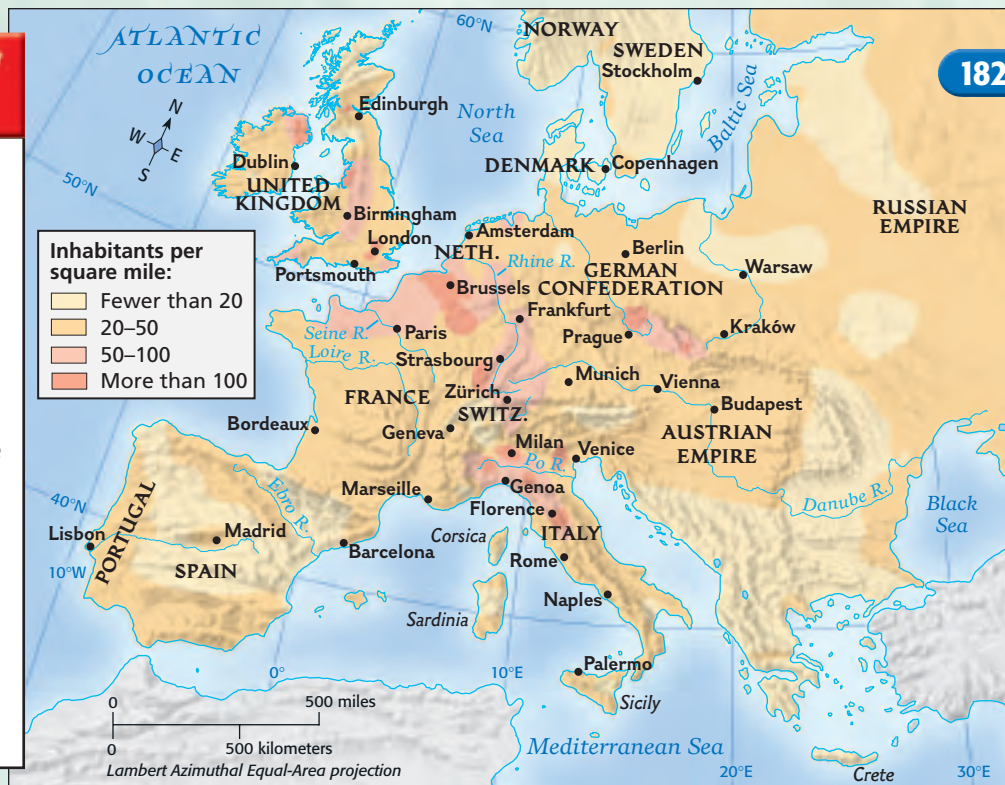 ATLANTIC
OCEAN
60°N
NORWAY
SWEDEN
Stockholm
182
N
W
E
S
Edinburgh
North
Sea
Baltic Sea
Dublin
DENMARK
Copenhagen
50°N
UNITED
KINGDOM
Birmingham
RUSSIAN
EMPIRE
London
Amsterdam
NETH.
Berlin
Portsmouth
Rhine R.
GERMAN
CONFEDERATION
Warsaw
Inhabitants per
square mile:
Fewer than 20
20–50
50–100
More than 100
Brussels
Frankfurt
Seine R.
Paris
Prague
Kraków
Loire R.
Strasbourg
Munich
Vienna
FRANCE
Zürich
SWITZ.
Budapest
Bordeaux
Geneva
AUSTRIAN
EMPIRE
Milan
Venice
Po R.
40°N
Ebro R.
Marseille
Genoa
Danube R.
Black
Sea
Florence
Lisbon
PORTUGAL
Madrid
Corsica
ITALY
Barcelona
Rome
10°W
SPAIN
Naples
Sardinia
Palermo
0°
10°E
Sicily
0
500 miles
0
500 kilometers
Mediterranean Sea
Lambert Azimuthal Equal-Area projection
20°E
Crete
30°E